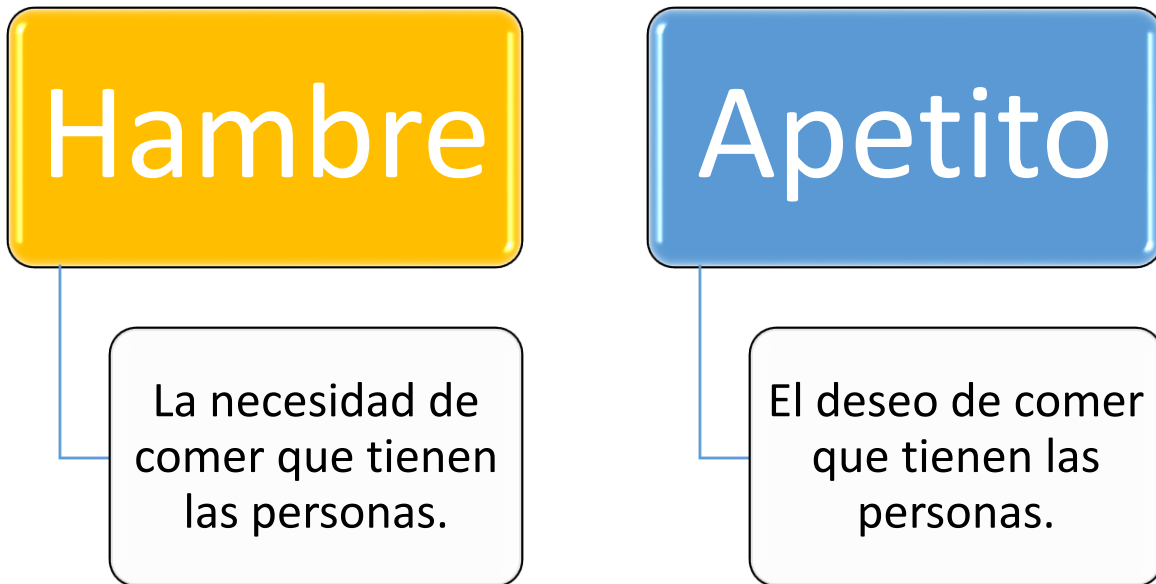 Hambre
La necesidad de
comer que tienen
las personas.
Apetito
El deseo de comer
que tienen las
personas.